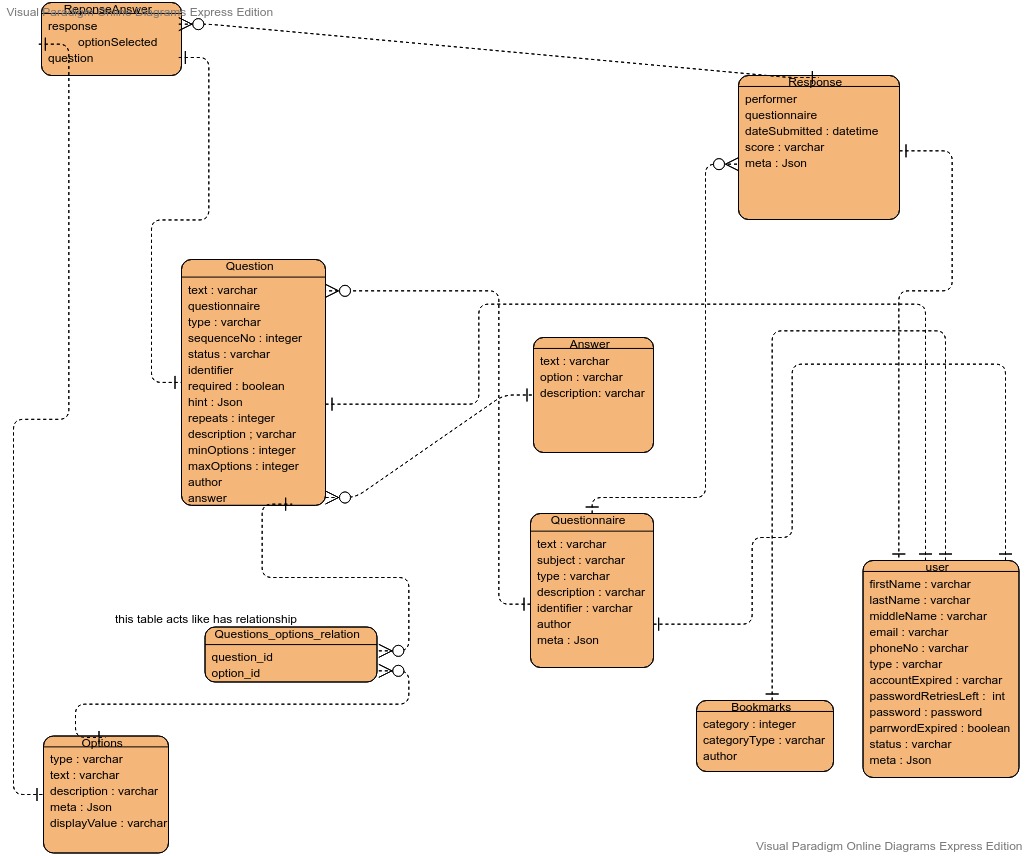 Visual Paradigm Online Diagrams Express Edition
ReponseAnswer
response
optionSelected
question
Response
performer
questionnaire
dateSubmitted : datetime
score : varchar
meta : Json
Question
text : varchar
questionnaire
type : varchar
sequenceNo : integer
status : varchar
identifier
required : boolean
hint : Json
repeats : integer
description ; varchar
minOptions : integer
maxOptions : integer
author
answer
Answer
text : varchar
option : varchar
description: varchar
Questionnaire
text : varchar
subject : varchar
type : varchar
description : varchar
identifier : varchar
author
meta : Json
user
firstName : varchar
lastName : varchar
middleName : varchar
email : varchar
phoneNo : varchar
type : varchar
accountExpired : varchar
passwordRetriesLeft : int
password : password
parrwordExpired : boolean
status : varchar
meta : Json
this table acts like has relationship
Questions_options_relation
question_id
option_id
Bookmarks
category : integer
categoryType : varchar
author
Options
type : varchar
text : varchar
description : varchar
meta : Json
displayValue : varchar
Visual Paradigm Online Diagrams Express Edition